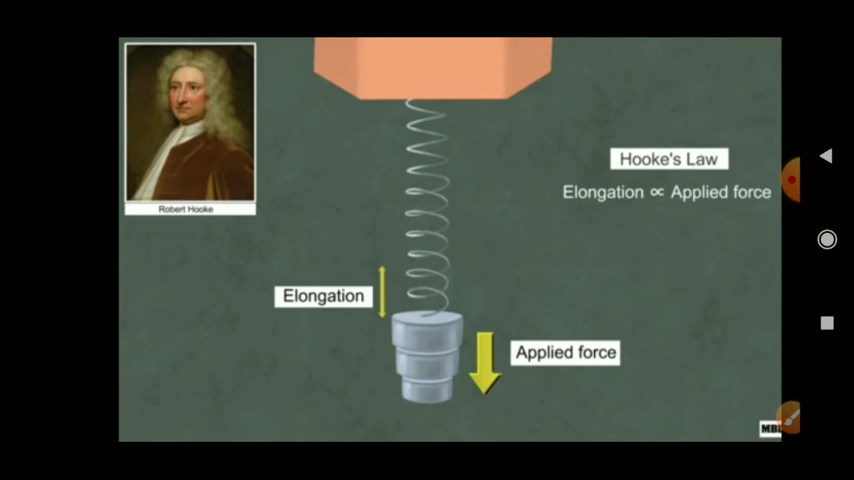 Robert Hooke
Hooke's Law
Elongation ∝ Applied force
Elongation
Applied force